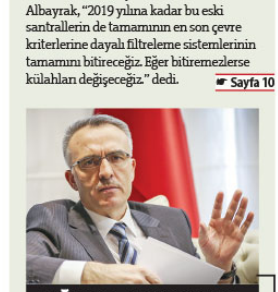 Albayrak, “2019 yılına kadar bu eski
santrallerin de tamamının en son çevre
kriterlerine dayalı filtreleme sistemlerinin
tamamını bitireceğiz. Eğer bitiremezlerse
külahları değişeceğiz.” dedi.
☛ Sayfa 10